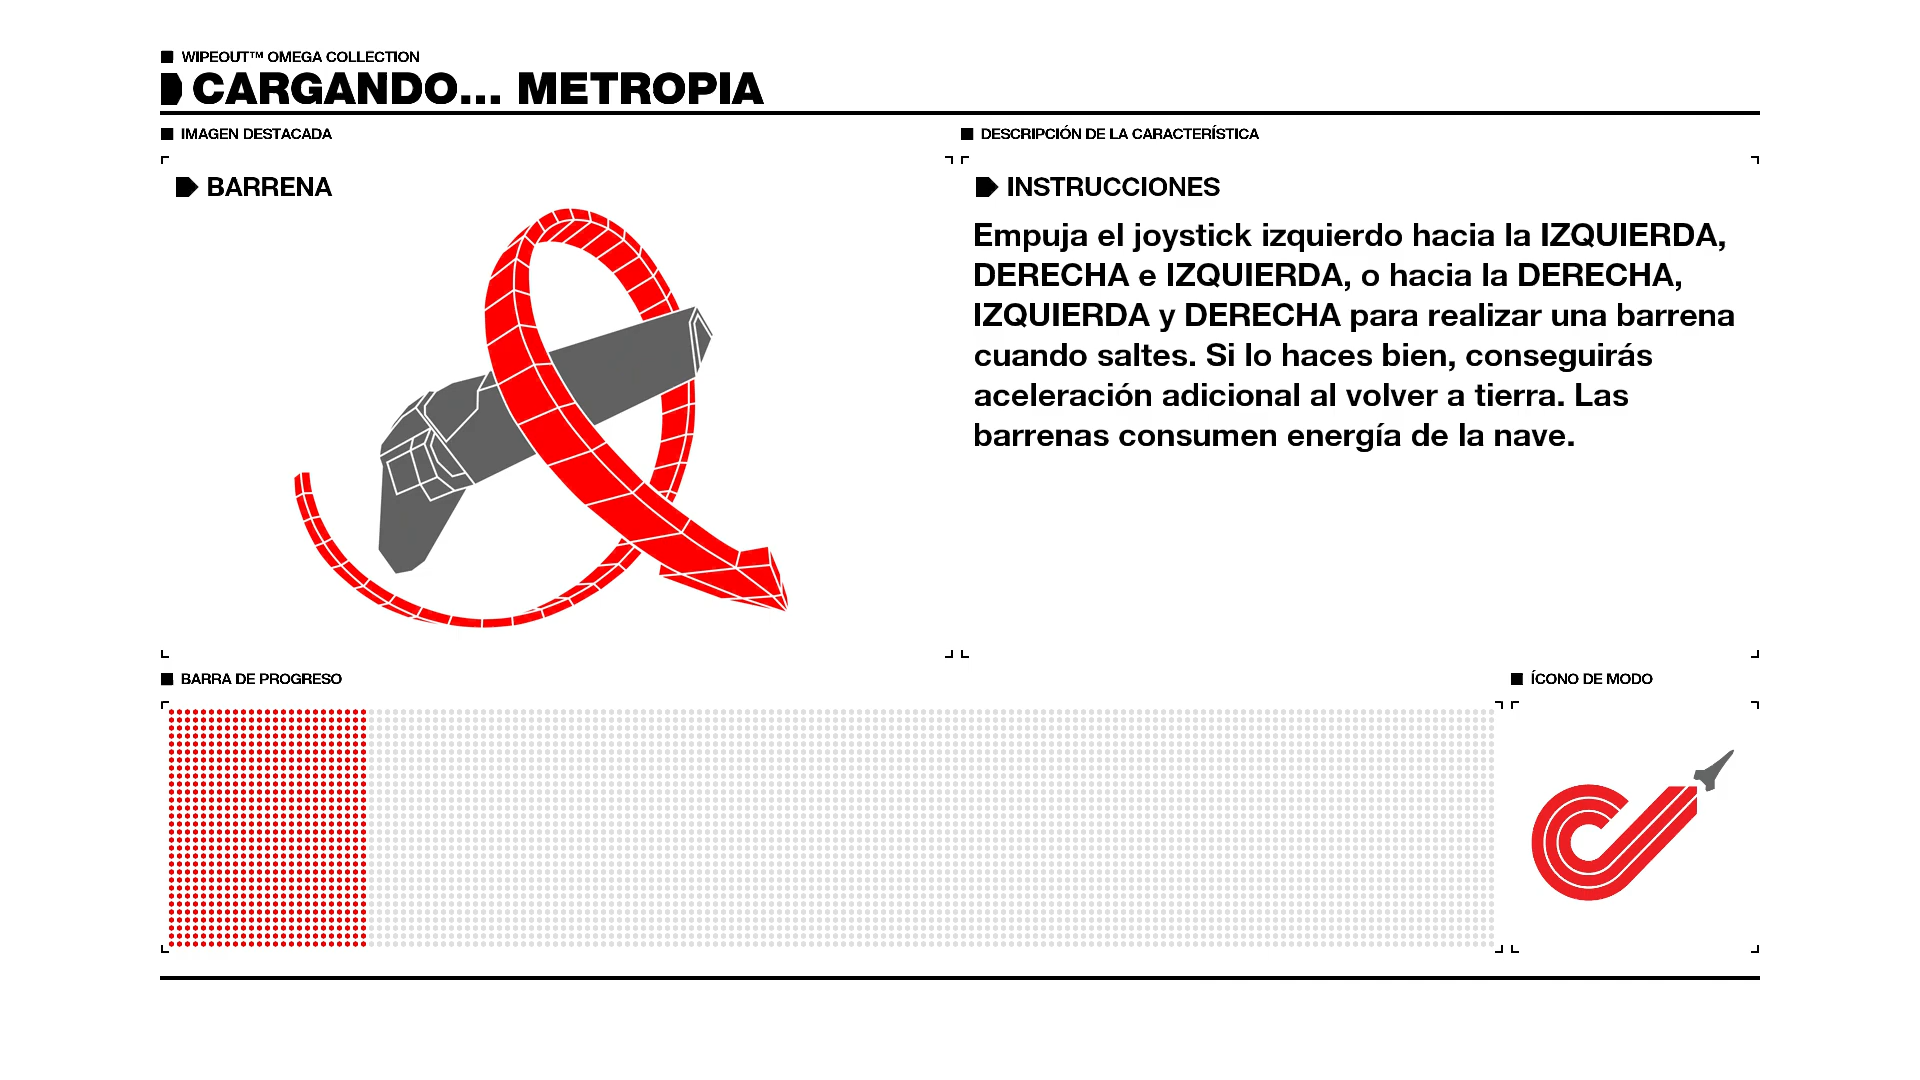 WIPEOUT™ OMEGA COLLECTION
CARGANDO... METROPIA
IMAGEN DESTACADA
BARRENA
DESCRIPCIÓN DE LA CARACTERÍSTICA
INSTRUCCIONES
Empuja el joystick izquierdo hacia la IZQUIERDA,
DERECHA e IZQUIERDA, o hacia la DERECHA,
IZQUIERDA y DERECHA para realizar una barrena
cuando saltes. Si lo haces bien, conseguirás
aceleración adicional al volver a tierra. Las
barrenas consumen energía de la nave.
BARRA DE PROGRESO
ÍCONO DE MODO